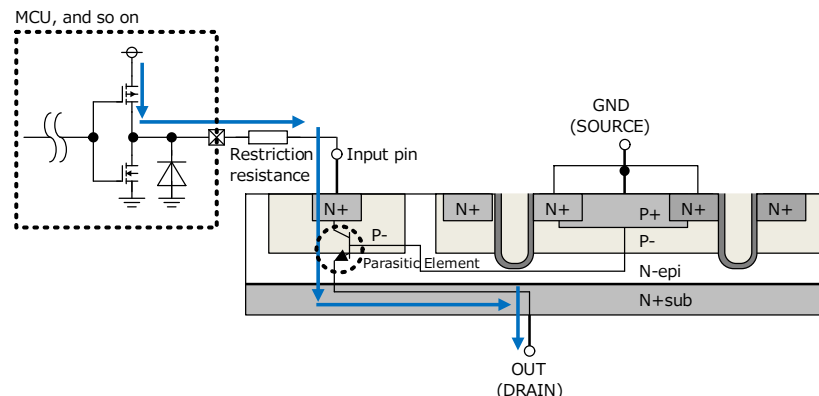 MCU, and so on
GND
(SOURCE)
Restriction
resistance
Input pin
N+
N+
N+
P+
N+
N+
P-
P-
Parasitic Element
N-epi
N+sub
OUT
(DRAIN)